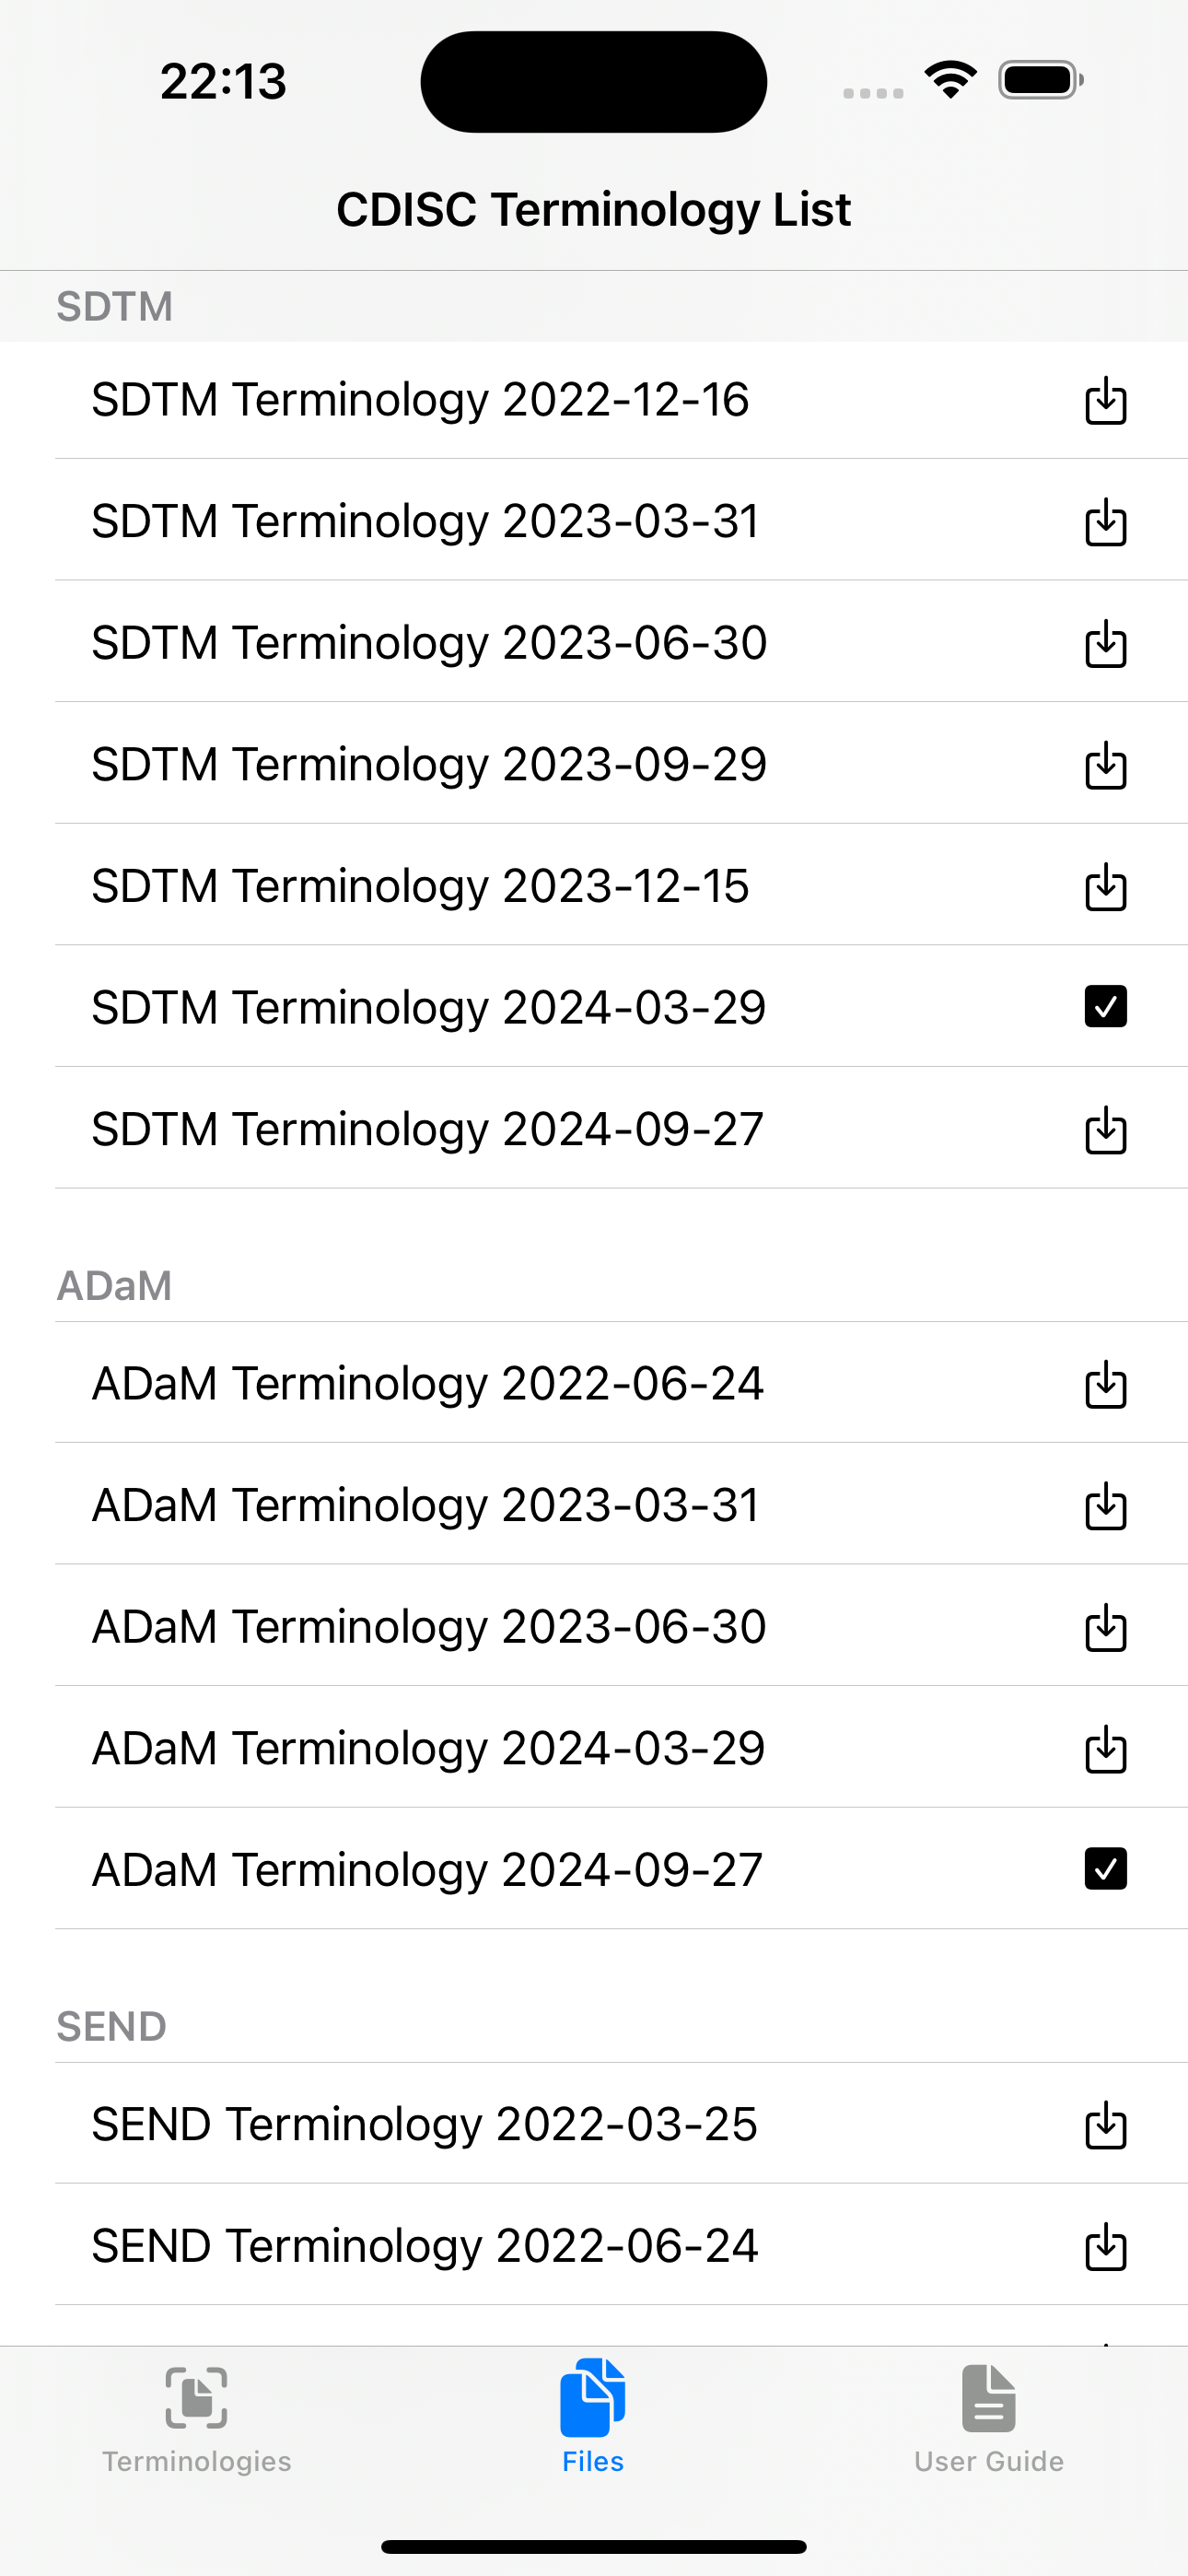 22:13
CDISC Terminology List
SDTM
SDTM Terminology 2022-12-16
SDTM Terminology 2023-03-31
SDTM Terminology 2023-06-30
SDTM Terminology 2023-09-29
SDTM Terminology 2023-12-15
SDTM Terminology 2024-03-29
SDTM Terminology 2024-09-27
ADaM
ADaM Terminology 2022-06-24
ADaM Terminology 2023-03-31
ADaM Terminology 2023-06-30
ADaM Terminology 2024-03-29
ADaM Terminology 2024-09-27
SEND
SEND Terminology 2022-03-25
SEND Terminology 2022-06-24
Terminologies
Files
User Guide